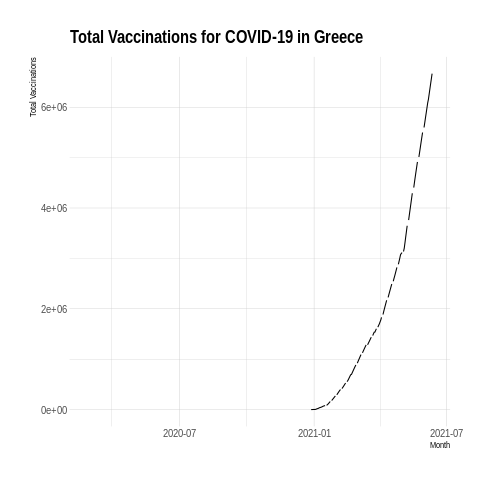 Total Vaccinations for COVID-19 in Greece
Total Vaccinations
6e+06
4e+06
2e+06
0e+00
2020-07
2021-01
2021-07
Month